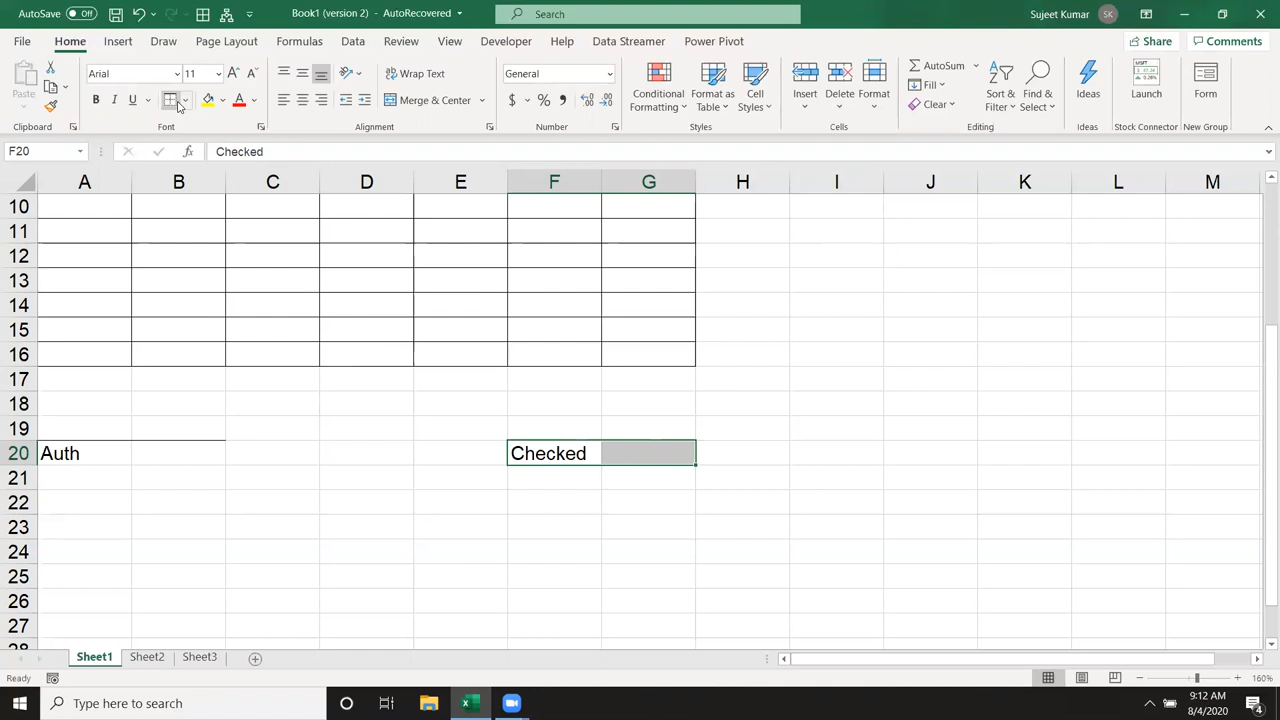 AutoSave Off Book1 (version 2) - AutoRecovered Search Sujeet Kumar SK
File Home Insert Draw Page Layout Formulas Data Review View Developer Help Data Streamer Power Pivot Share Comments
Paste Arial 11 A A Wrap Text General Conditional Formatting Format as Table Cell Styles Insert Delete Format AutoSum Fill Clear Sort & Filter Find & Select Ideas Launch Form
B I U A Merge & Center $ % ,
Clipboard Font Alignment Number Styles Cells Editing Ideas Stock Connector New Group
F20 fx Checked
A B C D E F G H I J K L M
10
11
12
13
14
15
16
17
18
19
20 Auth Checked
21
22
23
24
25
26
27
28
Sheet1 Sheet2 Sheet3
Ready 160%
Type here to search 9:12 AM
8/4/2020 4